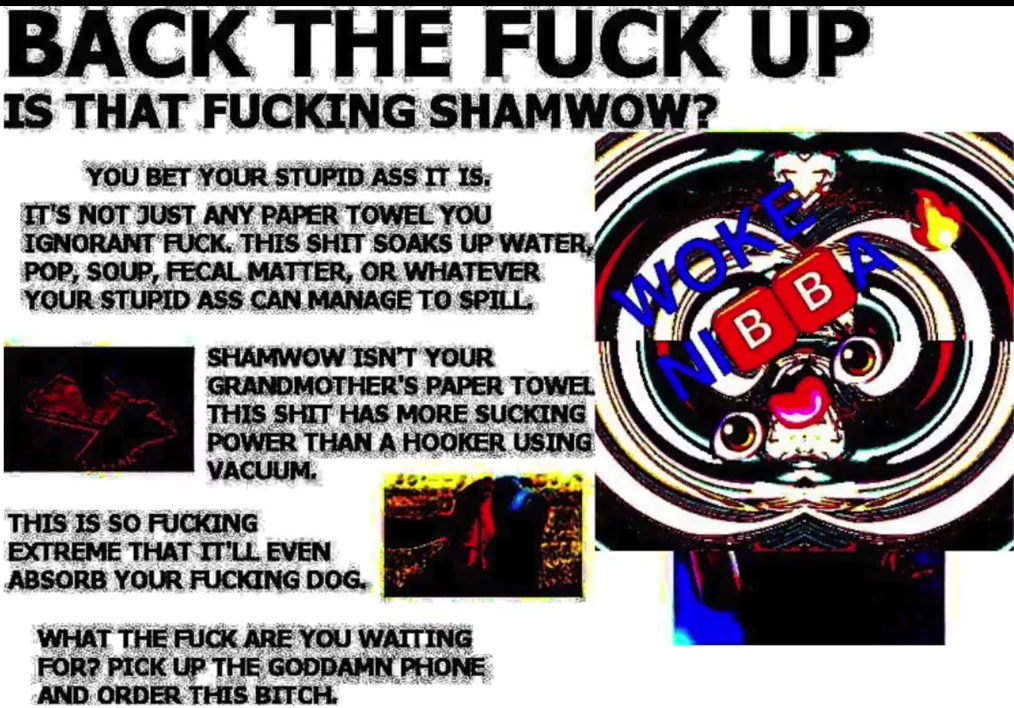 BACK THE FUCK UP
IS THAT FUCKING SHAMWOW?
YOU BET YOUR STUPID ASS IT IS.
IT'S NOT JUST ANY PAPER TOWEL YOU
IGNORANT FUCK. THIS SHIT SOAKS UP WATER,
POP, SOUP, FECAL MATTER, OR WHATEVER
YOUR STUPID ASS CAN MANAGE TO SPILL.
WOKE
NIBBA
SHAMWOW ISN'T YOUR
GRANDMOTHER'S PAPER TOWEL
THIS SHIT HAS MORE SUCKING
POWER THAN A HOOKER USING
VACUUM.
THIS IS SO FUCKING
EXTREME THAT IT'LL EVEN
ABSORB YOUR FUCKING DOG.
WHAT THE FUCK ARE YOU WAITING
FOR? PICK UP THE GODDAMN PHONE
AND ORDER THIS BITCH.